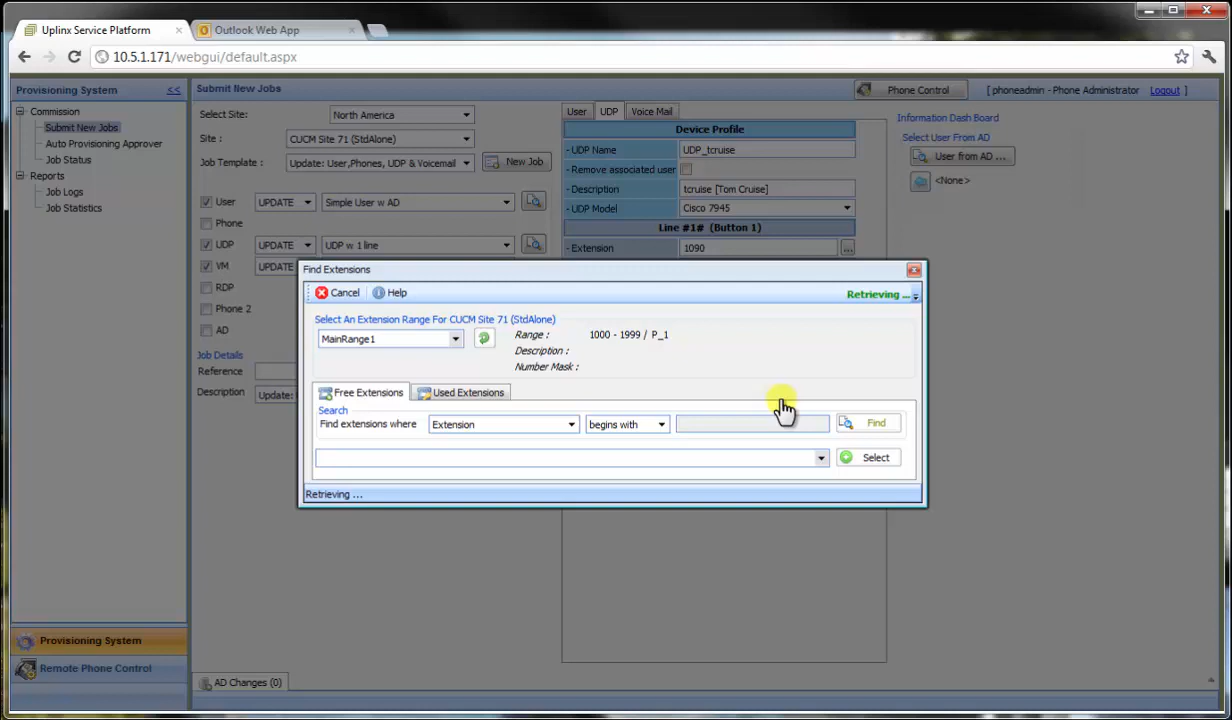 Uplinx Service Platform
Outlook Web App
10.5.1.171/webgui/default.aspx
Provisioning System <<
Submit New Jobs
Phone Control
[ phoneadmin - Phone Administrator Logout ]
Commission
Submit New Jobs
Auto Provisioning Approver
Job Status
Reports
Job Logs
Job Statistics
Select Site: North America
Site : CUCM Site 71 (StdAlone)
Job Template : Update: User,Phones, UDP & Voicemail New Job
User UPDATE Simple User w AD
Phone
UDP UPDATE UDP w 1 line
VM UPDATE
RDP
Phone 2
AD
Job Details
Reference
Description Update:
User UDP Voice Mail
Device Profile
- UDP Name UDP_tcruise
- Remove associated user
- Description tcruise [Tom Cruise]
- UDP Model Cisco 7945
Line #1# (Button 1)
- Extension 1090 ...
Information Dash Board
Select User From AD
User from AD ...
<None>
Find Extensions
Cancel Help Retrieving ...
Select An Extension Range For CUCM Site 71 (StdAlone)
MainRange1
Range : 1000 - 1999 / P_1
Description :
Number Mask :
Free Extensions Used Extensions
Search
Find extensions where Extension begins with Find
Select
Retrieving ...
Provisioning System
Remote Phone Control
AD Changes (0)